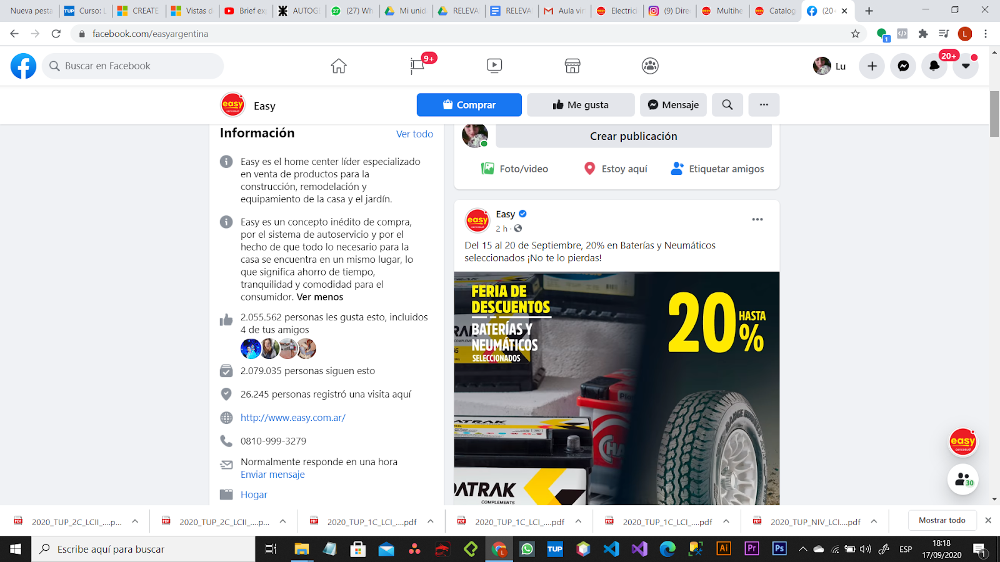 Nueva pesta
Curso: L
CREATE
Vistas d
Brief exp
AUTOGE
(27) Wh
Mi unid
RELEVA
RELEVA
Aula vir
Electrici
(9) Dire
Multihe
Catalog
(20+
facebook.com/easyargentina
Buscar en Facebook
9+
Lu
20+
Easy
Comprar
Me gusta
Mensaje
Información
Ver todo
Easy es el home center líder especializado
en venta de productos para la
construcción, remodelación y
equipamiento de la casa y el jardín.
Easy es un concepto inédito de compra,
por el sistema de autoservicio y por el
hecho de que todo lo necesario para la
casa se encuentra en un mismo lugar, lo
que significa ahorro de tiempo,
tranquilidad y comodidad para el
consumidor. Ver menos
2.055.562 personas les gusta esto, incluidos
4 de tus amigos
2.079.035 personas siguen esto
26.245 personas registró una visita aquí
http://www.easy.com.ar/
0810-999-3279
Normalmente responde en una hora
Enviar mensaje
Hogar
Crear publicación
Foto/video
Estoy aquí
Etiquetar amigos
Easy
2 h ·
Del 15 al 20 de Septiembre, 20% en Baterías y Neumáticos
seleccionados ¡No te lo pierdas!
FERIA DE
DESCUENTOS
BATERÍAS Y
NEUMÁTICOS
SELECCIONADOS
20 HASTA %
DATRAK
COMPLEMENTS
easy
30
2020_TUP_2C_LCII_....p...
2020_TUP_2C_LCII_....p...
2020_TUP_1C_LCI_....pdf
2020_TUP_1C_LCI_....pdf
2020_TUP_1C_LCI_....pdf
2020_TUP_NIV_LCI....pdf
Mostrar todo
Escribe aquí para buscar
TUP
Ai
Pr
Ps
ESP
18:18
17/09/2020
1